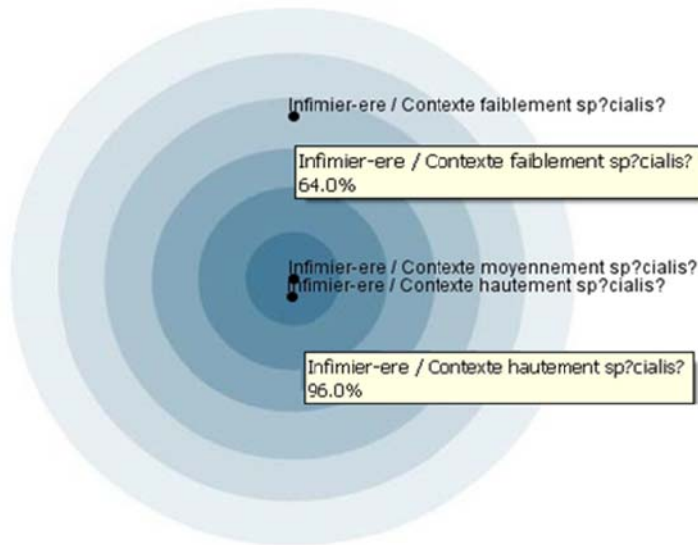 Infimier-ere / Contexte faiblement sp?cialis?
Infimier-ere / Contexte faiblement sp?cialis?
64.0%
Infimier-ere / Contexte moyennement sp?cialis?
Infimier-ere / Contexte hautement sp?cialis?
Infimier-ere / Contexte hautement sp?cialis?
96.0%